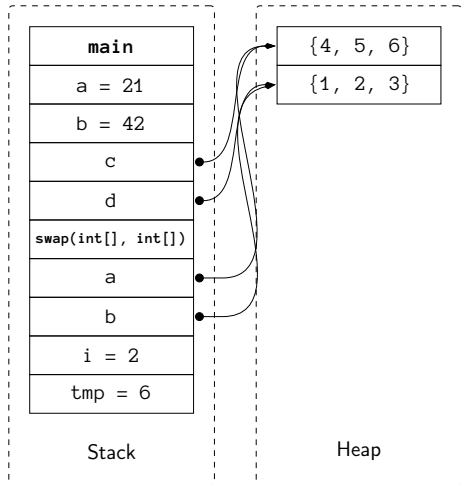 main
a = 21
b = 42
c
d
swap(int[], int[])
a
b
i = 2
tmp = 6
Stack
{4, 5, 6}
{1, 2, 3}
Heap